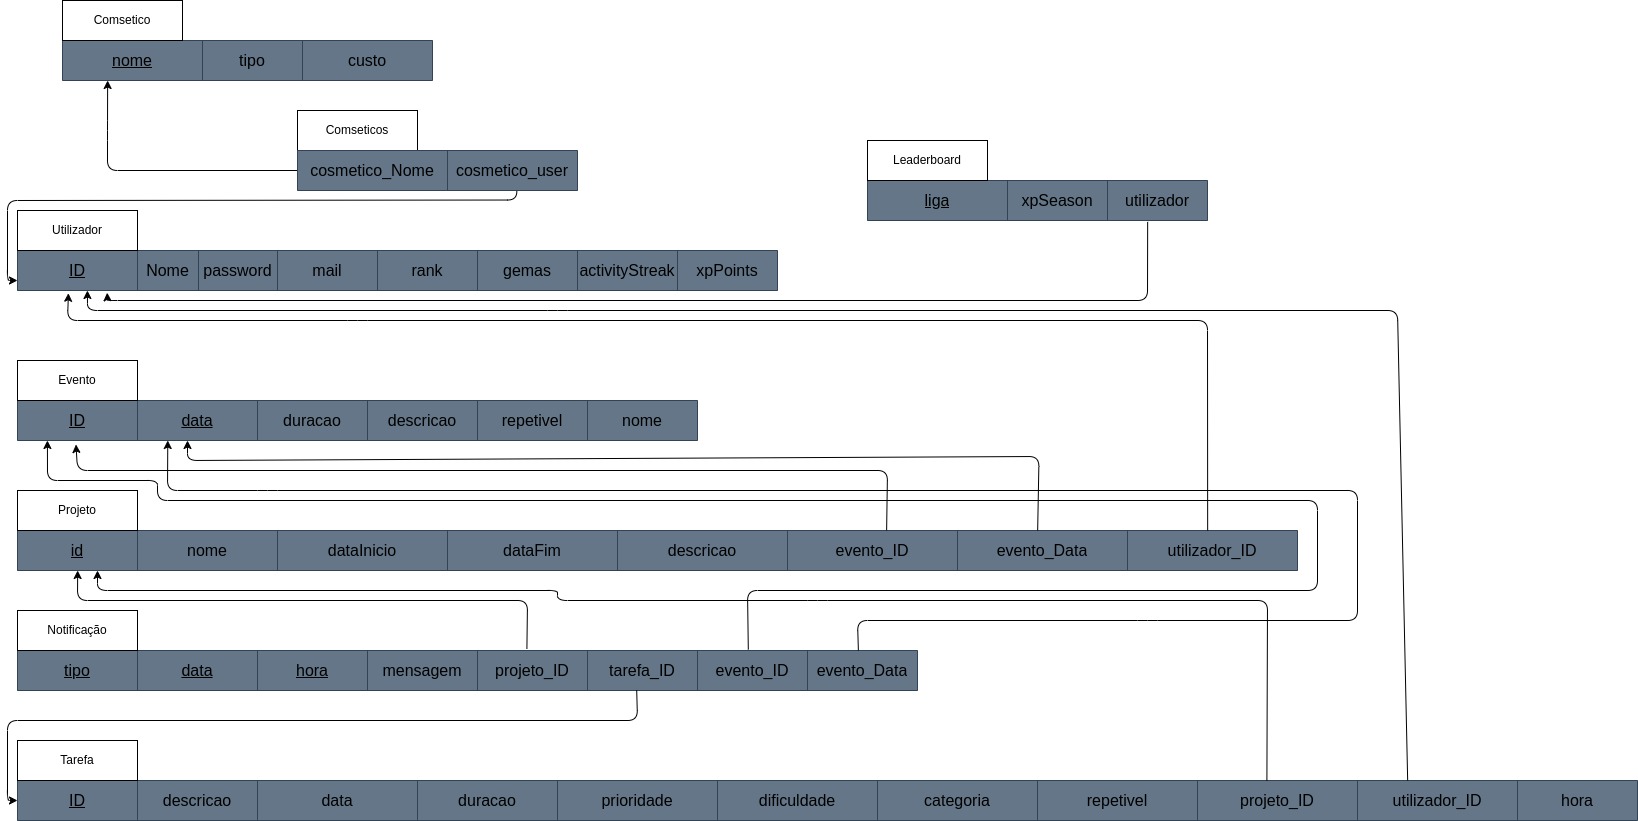 Comsetico
nome tipo custo
Comseticos
cosmetico_Nome cosmetico_user
Leaderboard
liga xpSeason utilizador
Utilizador
ID Nome password mail rank gemas activityStreak xpPoints
Evento
ID data duracao descricao repetivel nome
Projeto
id nome dataInicio dataFim descricao evento_ID evento_Data utilizador_ID
Notificação
tipo data hora mensagem projeto_ID tarefa_ID evento_ID evento_Data
Tarefa
ID descricao data duracao prioridade dificuldade categoria repetivel projeto_ID utilizador_ID hora